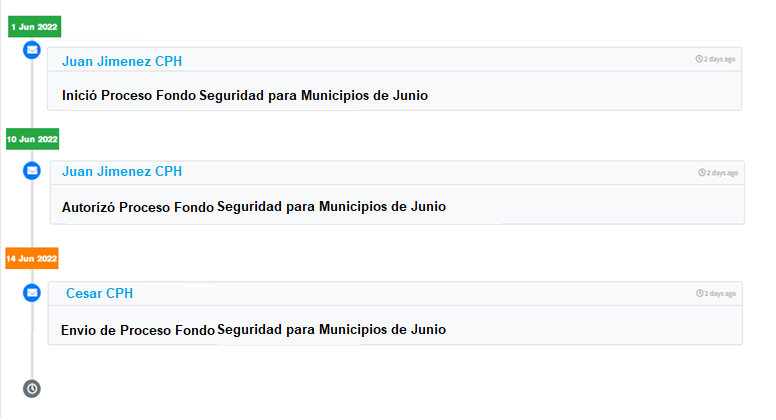 1 Jun 2022
Juan Jimenez CPH
2 days ago
Inició Proceso Fondo Seguridad para Municipios de Junio
10 Jun 2022
Juan Jimenez CPH
2 days ago
Autorízó Proceso Fondo Seguridad para Municipios de Junio
14 Jun 2022
Cesar CPH
2 days ago
Envio de Proceso Fondo Seguridad para Municipios de Junio